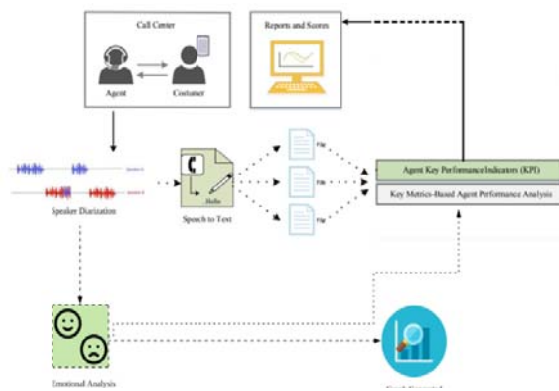 Call Center
Reports and Scores
Agent
Costumer
Speaker Diarization
Hello
Speech to Text
File
File
File
Agent Key PerformanceIndicators (KPI)
Key Metrics-Based Agent Performance Analysis
Emotional Analysis